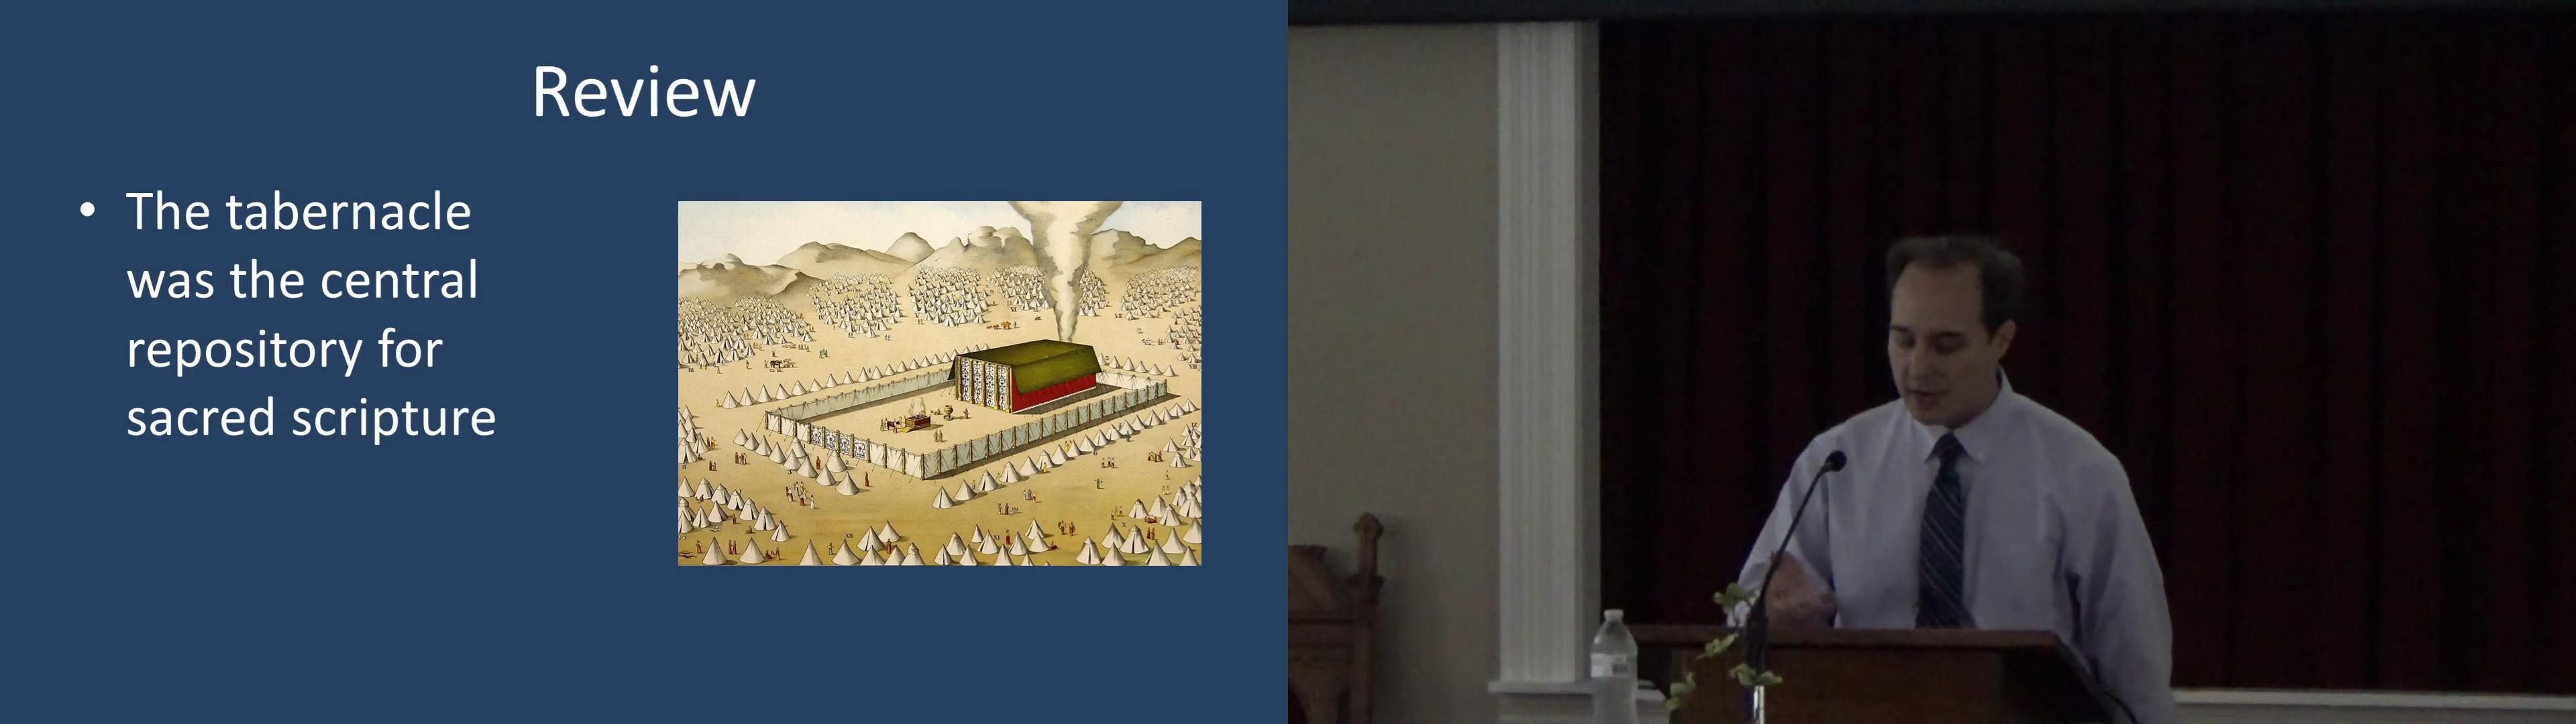 Review
• The tabernacle
was the central
repository for
sacred scripture